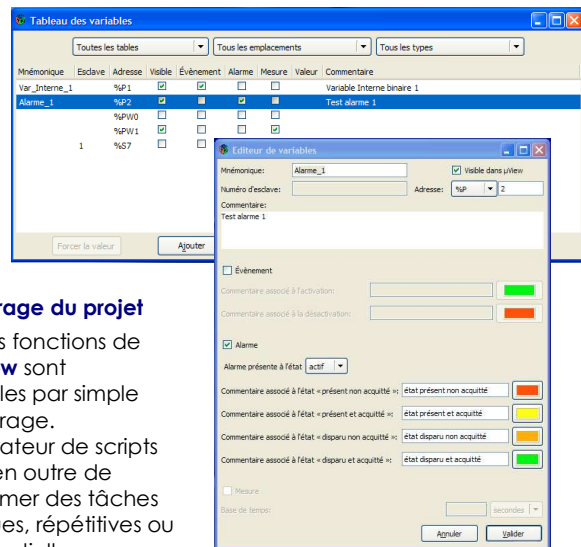 Tableau des variables
Toutes les tables Tous les emplacements Tous les types
Mnémonique Esclave Adresse Visible Évènement Alarme Mesure Valeur Commentaire
Var_Interne_1 %P1 Variable Interne binaire 1
Alarme_1 %P2 Test alarme 1
%PW0
%PW1
1 %S7
Forcer la valeur Ajouter
Editeur de variables
Mnémonique: Alarme_1 Visible dans µView
Numéro d'esclave: Adresse: %P 2
Commentaire:
Test alarme 1
Évènement
Commentaire associé à l'activation:
Commentaire associé à la désactivation:
Alarme
Alarme présente à l'état actif
Commentaire associé à l'état « présent non acquitté »: état présent non acquitté
Commentaire associé à l'état « présent et acquitté »: état présent et acquitté
Commentaire associé à l'état « disparu non acquitté »: état disparu non acquitté
Commentaire associé à l'état « disparu et acquitté »: état disparu et acquitté
Mesure
Base de temps: secondes
Annuler Valider
rage du projet
s fonctions de
w sont
les par simple
rage.
rateur de scripts
en outre de
mer des tâches
ues, répétitives ou